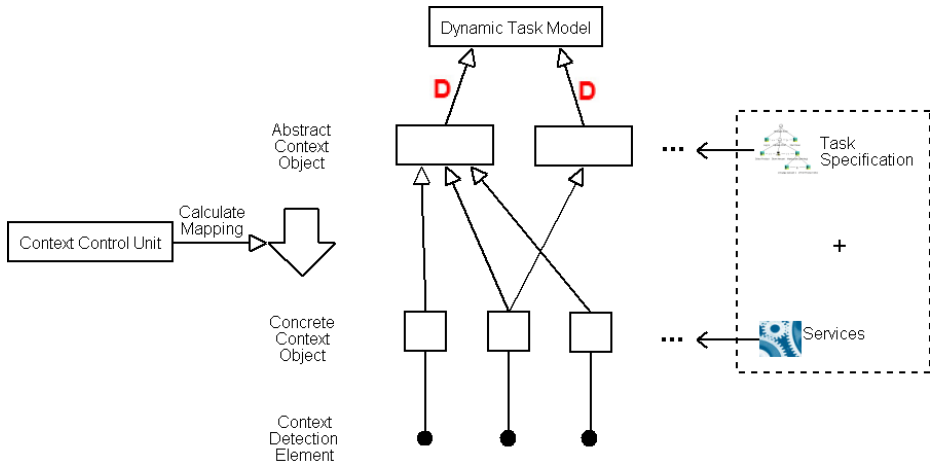 Dynamic Task Model
D
D
Abstract
Context
Object
...
Task
Specification
Calculate
Mapping
Context Control Unit
+
Concrete
Context
Object
...
Services
Context
Detection
Element